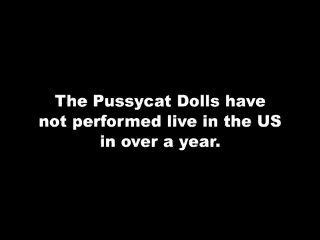 The Pussycat Dolls have
not performed live in the US
in over a year.